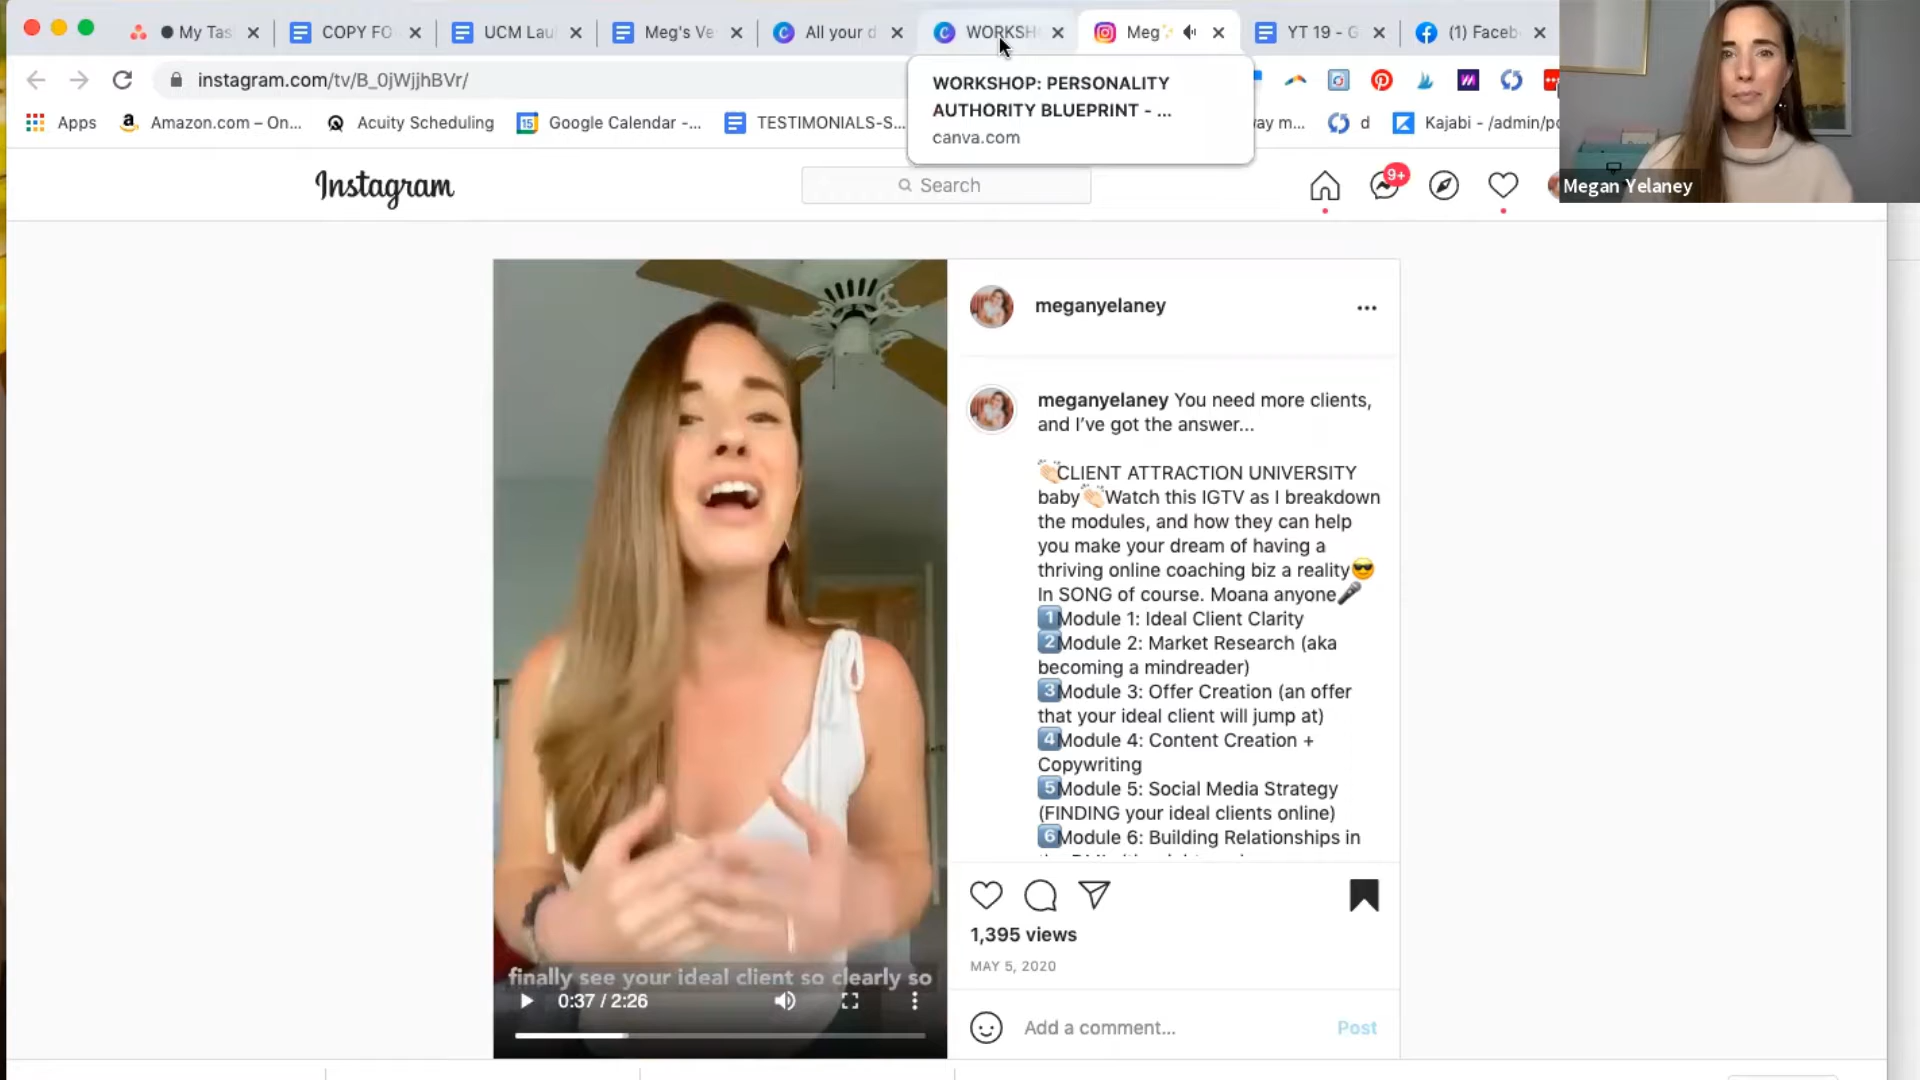 My Tas
COPY FO
UCM Lau
Meg's Ve
All your d
WORKSH
Meg
YT 19 - G
(1) Faceb
instagram.com/tv/B_0jWjjhBVr/
WORKSHOP: PERSONALITY
AUTHORITY BLUEPRINT - ...
canva.com
Apps
Amazon.com – On...
Acuity Scheduling
15
Google Calendar -...
TESTIMONIALS-S...
ay m...
d
Kajabi - /admin/po
Megan Yelaney
Instagram
Search
9+
meganyelaney
meganyelaney You need more clients,
and I've got the answer...
👏🏻CLIENT ATTRACTION UNIVERSITY
baby👏🏻Watch this IGTV as I breakdown
the modules, and how they can help
you make your dream of having a
thriving online coaching biz a reality😎
In SONG of course. Moana anyone🎤
1️⃣Module 1: Ideal Client Clarity
2️⃣Module 2: Market Research (aka
becoming a mindreader)
3️⃣Module 3: Offer Creation (an offer
that your ideal client will jump at)
4️⃣Module 4: Content Creation +
Copywriting
5️⃣Module 5: Social Media Strategy
(FINDING your ideal clients online)
6️⃣Module 6: Building Relationships in
finally see your ideal client so clearly so
0:37 / 2:26
1,395 views
MAY 5, 2020
Add a comment...
Post